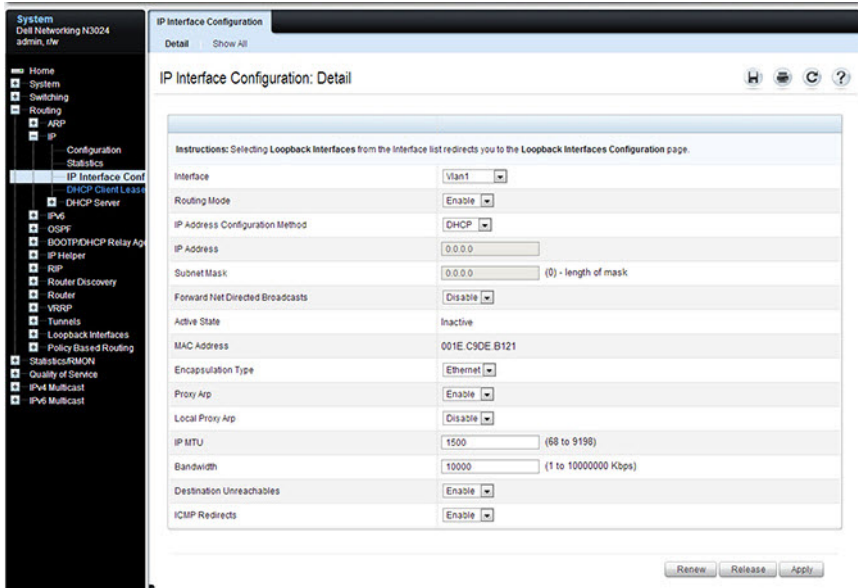 System
Dell Networking N3024
admin, r/w
Home
System
Switching
Routing
ARP
IP
Configuration
Statistics
IP Interface Conf
DHCP Client Lease
DHCP Server
IPv6
OSPF
BOOTP/DHCP Relay Age
IP Helper
RIP
Router Discovery
Router
VRRP
Tunnels
Loopback Interfaces
Policy Based Routing
Statistics/RMON
Quality of Service
IPv4 Multicast
IPv6 Multicast
IP Interface Configuration
Detail Show All
IP Interface Configuration: Detail
Instructions: Selecting Loopback Interfaces from the Interface list redirects you to the Loopback Interfaces Configuration page.
Interface Vlan1
Routing Mode Enable
IP Address Configuration Method DHCP
IP Address 0.0.0.0
Subnet Mask 0.0.0.0 (0) - length of mask
Forward Net Directed Broadcasts Disable
Active State Inactive
MAC Address 001E.C9DE.B121
Encapsulation Type Ethernet
Proxy Arp Enable
Local Proxy Arp Disable
IP MTU 1500 (68 to 9198)
Bandwidth 10000 (1 to 10000000 Kbps)
Destination Unreachables Enable
ICMP Redirects Enable
Renew Release Apply